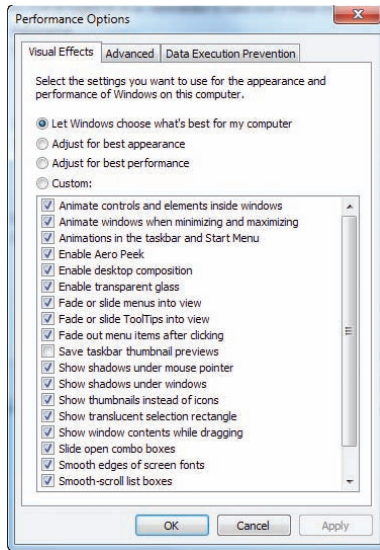 Performance Options
Visual Effects Advanced Data Execution Prevention
Select the settings you want to use for the appearance and
performance of Windows on this computer.
Let Windows choose what's best for my computer
Adjust for best appearance
Adjust for best performance
Custom:
Animate controls and elements inside windows
Animate windows when minimizing and maximizing
Animations in the taskbar and Start Menu
Enable Aero Peek
Enable desktop composition
Enable transparent glass
Fade or slide menus into view
Fade or slide ToolTips into view
Fade out menu items after clicking
Save taskbar thumbnail previews
Show shadows under mouse pointer
Show shadows under windows
Show thumbnails instead of icons
Show translucent selection rectangle
Show window contents while dragging
Slide open combo boxes
Smooth edges of screen fonts
Smooth-scroll list boxes
OK Cancel Apply